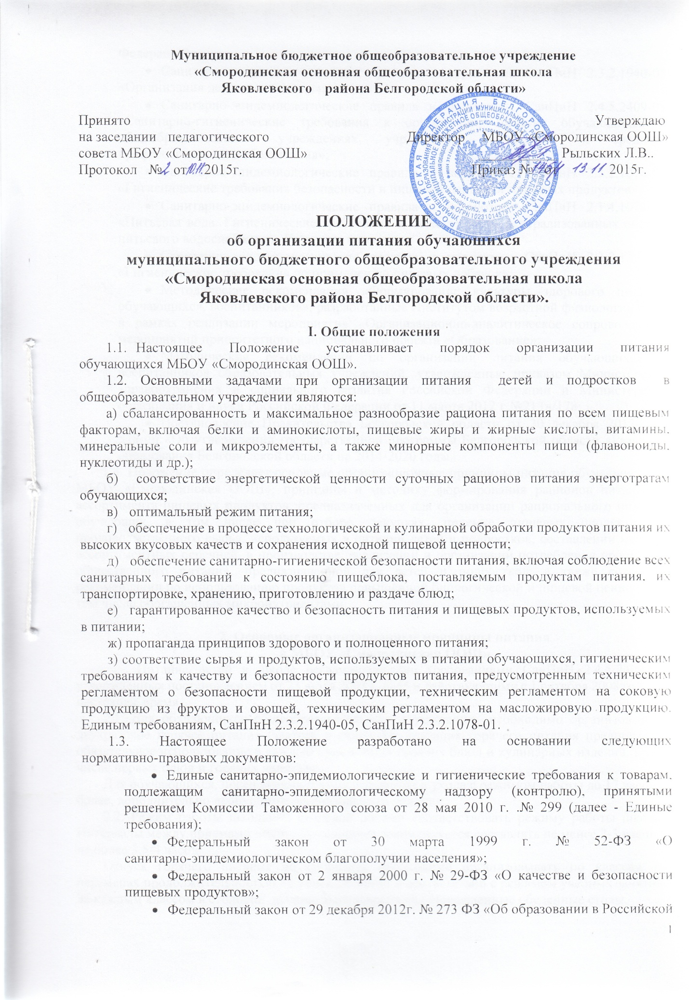 Муниципальное бюджетное общеобразовательное учреждение
«Смородинская основная общеобразовательная школа
Яковлевского района Белгородской области»
Принято Утверждаю
на заседании педагогического Директор МБОУ «Смородинская ООШ»
совета МБОУ «Смородинская ООШ» Рыльских Л.В..
Протокол № 2 от 10.11.2015г. Приказ № от 13.11. 2015г.
РОССИЙСКАЯ ФЕДЕРАЦИЯ, БЕЛГОРОДСКАЯ ОБЛАСТЬ
ОГРН 1023101457972
ПОЛОЖЕНИЕ
об организации питания обучающихся
муниципального бюджетного общеобразовательного учреждения
«Смородинская основная общеобразовательная школа
Яковлевского района Белгородской области».
I. Общие положения
1.1. Настоящее Положение устанавливает порядок организации питания
обучающихся МБОУ «Смородинская ООШ».
1.2. Основными задачами при организации питания детей и подростков в
общеобразовательном учреждении являются:
а) сбалансированность и максимальное разнообразие рациона питания по всем пищевым
факторам, включая белки и аминокислоты, пищевые жиры и жирные кислоты, витамины.
минеральные соли и микроэлементы, а также минорные компоненты пищи (флавоноиды.
нуклеотиды и др.);
б) соответствие энергетической ценности суточных рационов питания энерготратам
обучающихся;
в) оптимальный режим питания;
г) обеспечение в процессе технологической и кулинарной обработки продуктов питания их
высоких вкусовых качеств и сохранения исходной пищевой ценности;
д) обеспечение санитарно-гигиенической безопасности питания, включая соблюдение всех
санитарных требований к состоянию пищеблока, поставляемым продуктам питания. их
транспортировке, хранению, приготовлению и раздаче блюд;
е) гарантированное качество и безопасность питания и пищевых продуктов, используемых
в питании;
ж) пропаганда принципов здорового и полноценного питания;
з) соответствие сырья и продуктов, используемых в питании обучающихся, гигиеническим
требованиям к качеству и безопасности продуктов питания, предусмотренным техническим
регламентом о безопасности пищевой продукции, техническим регламентом на соковую
продукцию из фруктов и овощей, техническим регламентом на масложировую продукцию.
Единым требованиям, СанПнН 2.3.2.1940-05, СанПиН 2.3.2.1078-01.
1.3. Настоящее Положение разработано на основании следующих
нормативно-правовых документов:
• Единые санитарно-эпидемиологические и гигиенические требования к товарам.
подлежащим санитарно-эпидемиологическому надзору (контролю), принятыми
решением Комиссии Таможенного союза от 28 мая 2010 г. .№ 299 (далее - Единые
требования);
• Федеральный закон от 30 марта 1999 г. № 52-ФЗ «О
санитарно-эпидемиологическом благополучии населения»;
• Федеральный закон от 2 января 2000 г. № 29-ФЗ «О качестве и безопасности
пищевых продуктов»;
• Федеральный закон от 29 декабря 2012г. № 273 ФЗ «Об образовании в Российской
1